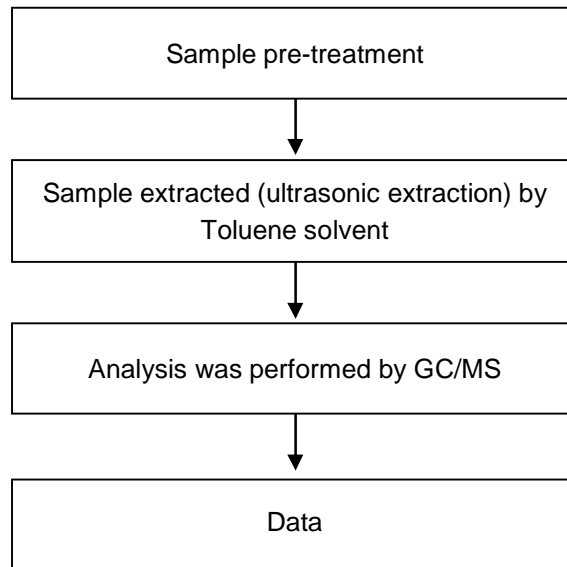 Sample pre-treatment
Sample extracted (ultrasonic extraction) by
Toluene solvent
Analysis was performed by GC/MS
Data